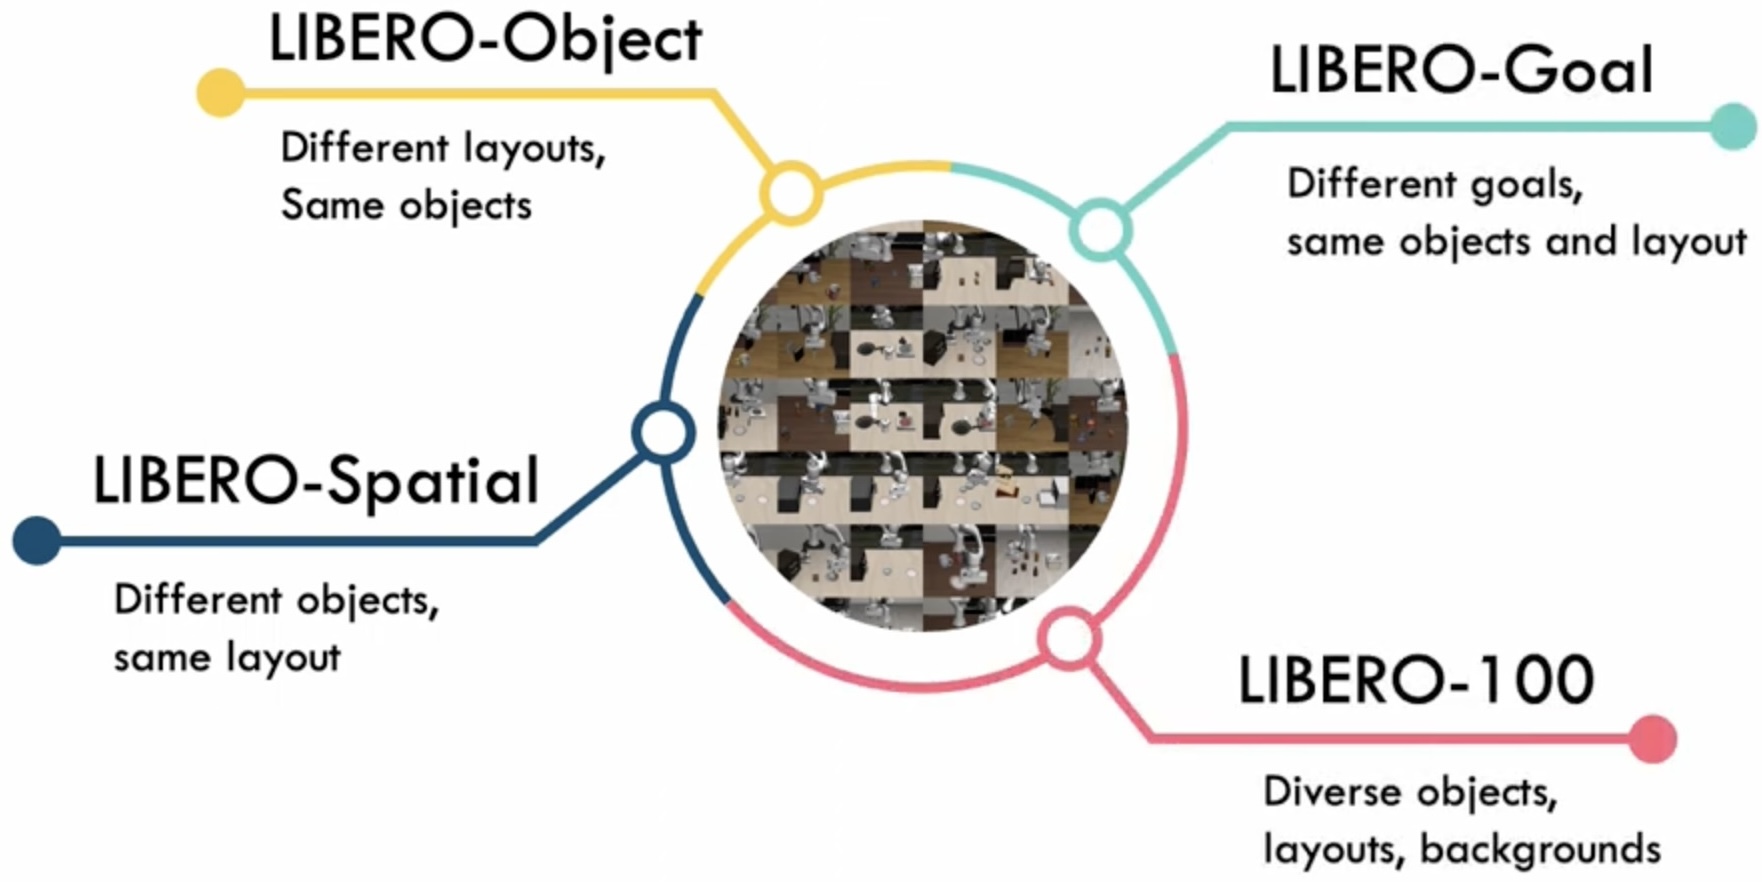 LIBERO-Object
Different layouts,
Same objects
LIBERO-Goal
Different goals,
same objects and layout
LIBERO-Spatial
Different objects,
same layout
LIBERO-100
Diverse objects,
layouts, backgrounds